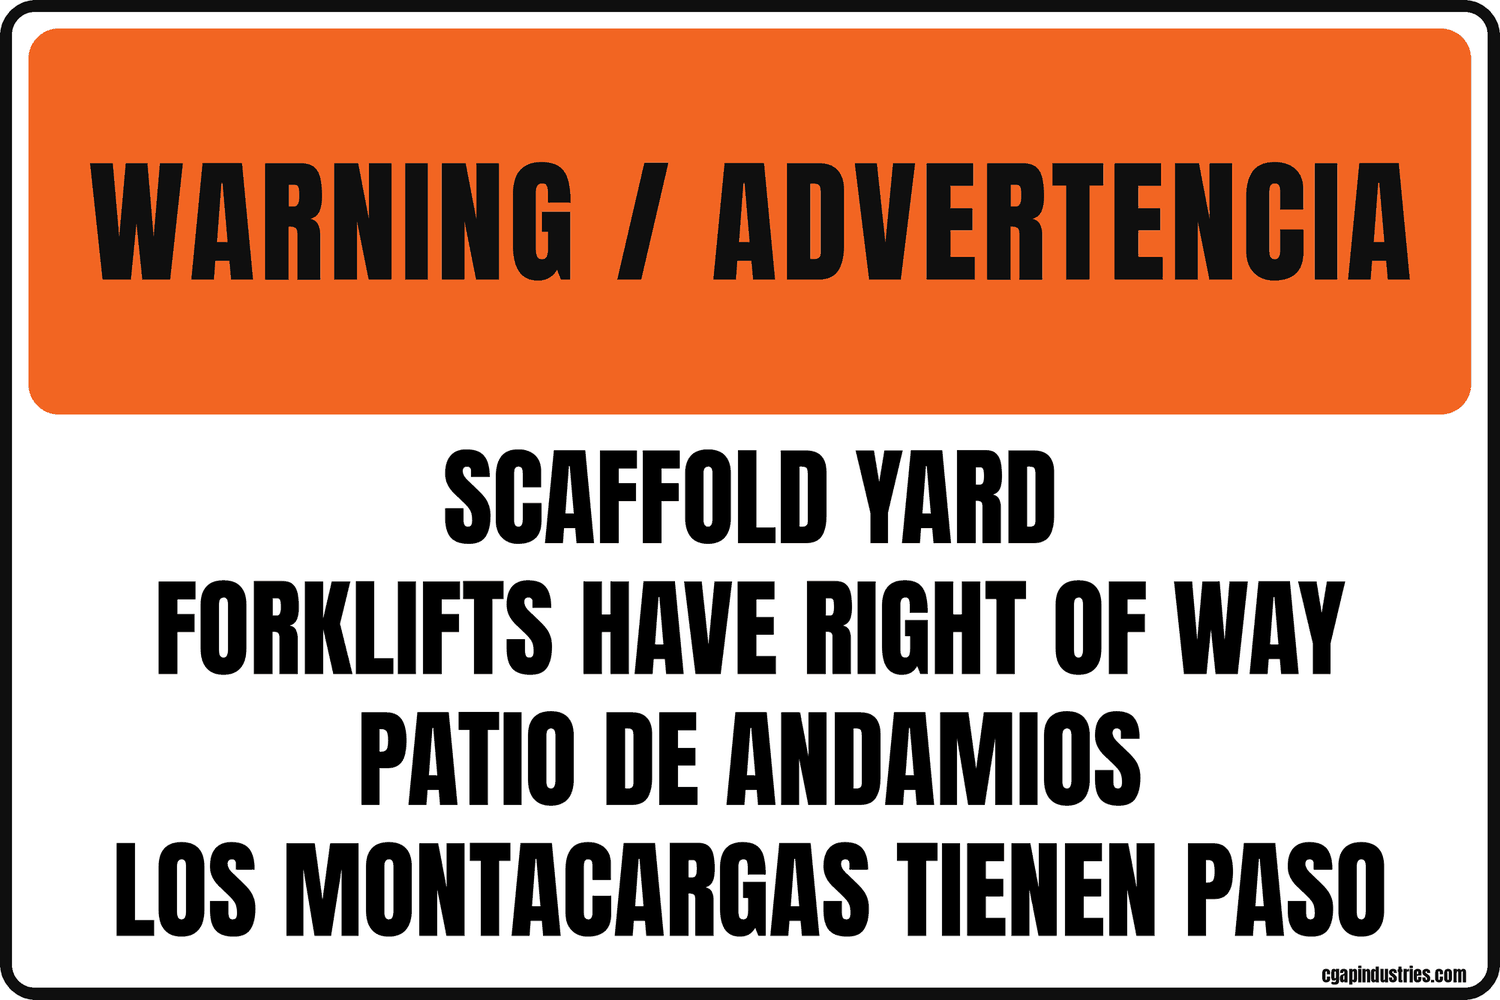 WARNING / ADVERTENCIA
SCAFFOLD YARD
FORKLIFTS HAVE RIGHT OF WAY
PATIO DE ANDAMIOS
LOS MONTACARGAS TIENEN PASO
cgapindustries.com